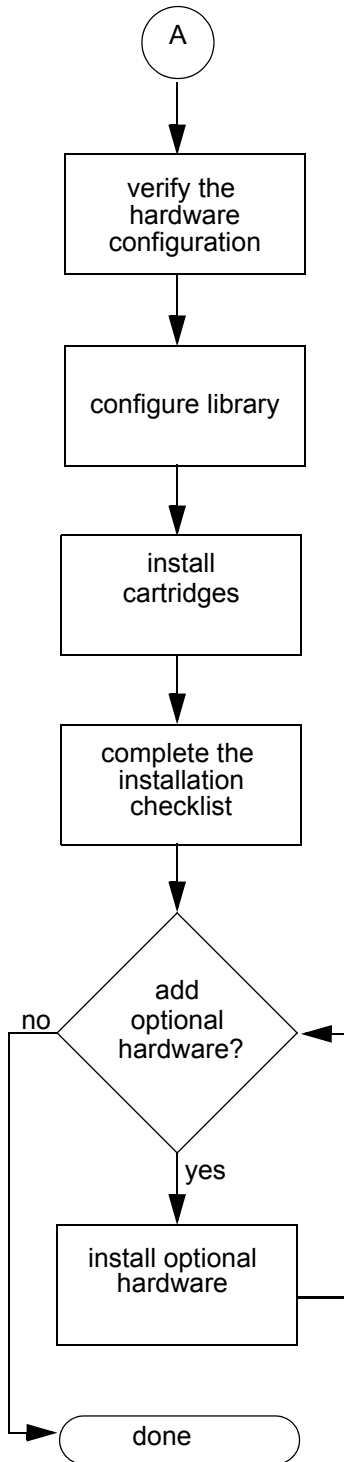 A
verify the
hardware
configuration
configure library
install
cartridges
complete the
installation
checklist
add
optional
hardware?
no
yes
install optional
hardware
done